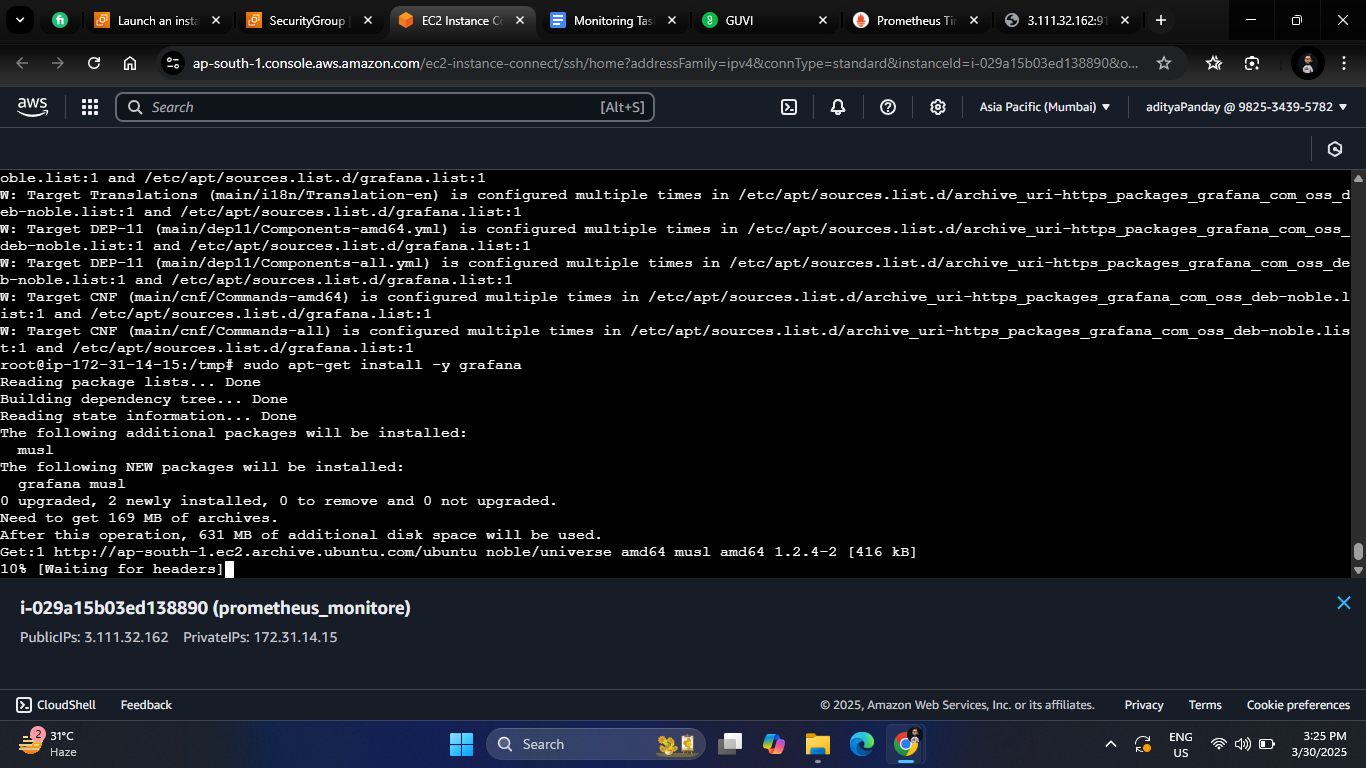 Launch an insta
SecurityGroup
EC2 Instance Co
Monitoring Tas
GUVI
Prometheus Tim
3.111.32.162:91
ap-south-1.console.aws.amazon.com/ec2-instance-connect/ssh/home?addressFamily=ipv4&connType=standard&instanceId=i-029a15b03ed138890&o...
aws
Search
[Alt+S]
Asia Pacific (Mumbai)
adityaPanday @ 9825-3439-5782
oble.list:1 and /etc/apt/sources.list.d/grafana.list:1
W: Target Translations (main/i18n/Translation-en) is configured multiple times in /etc/apt/sources.list.d/archive_uri-https_packages_grafana_com_oss_d
eb-noble.list:1 and /etc/apt/sources.list.d/grafana.list:1
W: Target DEP-11 (main/dep11/Components-amd64.yml) is configured multiple times in /etc/apt/sources.list.d/archive_uri-https_packages_grafana_com_oss_
deb-noble.list:1 and /etc/apt/sources.list.d/grafana.list:1
W: Target DEP-11 (main/dep11/Components-all.yml) is configured multiple times in /etc/apt/sources.list.d/archive_uri-https_packages_grafana_com_oss_de
b-noble.list:1 and /etc/apt/sources.list.d/grafana.list:1
W: Target CNF (main/cnf/Commands-amd64) is configured multiple times in /etc/apt/sources.list.d/archive_uri-https_packages_grafana_com_oss_deb-noble.l
ist:1 and /etc/apt/sources.list.d/grafana.list:1
W: Target CNF (main/cnf/Commands-all) is configured multiple times in /etc/apt/sources.list.d/archive_uri-https_packages_grafana_com_oss_deb-noble.lis
t:1 and /etc/apt/sources.list.d/grafana.list:1
root@ip-172-31-14-15:/tmp# sudo apt-get install -y grafana
Reading package lists... Done
Building dependency tree... Done
Reading state information... Done
The following additional packages will be installed:
musl
The following NEW packages will be installed:
grafana musl
0 upgraded, 2 newly installed, 0 to remove and 0 not upgraded.
Need to get 169 MB of archives.
After this operation, 631 MB of additional disk space will be used.
Get:1 http://ap-south-1.ec2.archive.ubuntu.com/ubuntu noble/universe amd64 musl amd64 1.2.4-2 [416 kB]
10% [Waiting for headers]
i-029a15b03ed138890 (prometheus_monitore)
PublicIPs: 3.111.32.162 PrivateIPs: 172.31.14.15
CloudShell
Feedback
© 2025, Amazon Web Services, Inc. or its affiliates.
Privacy
Terms
Cookie preferences
2
31°C
Haze
Search
ENG
US
3:25 PM
3/30/2025